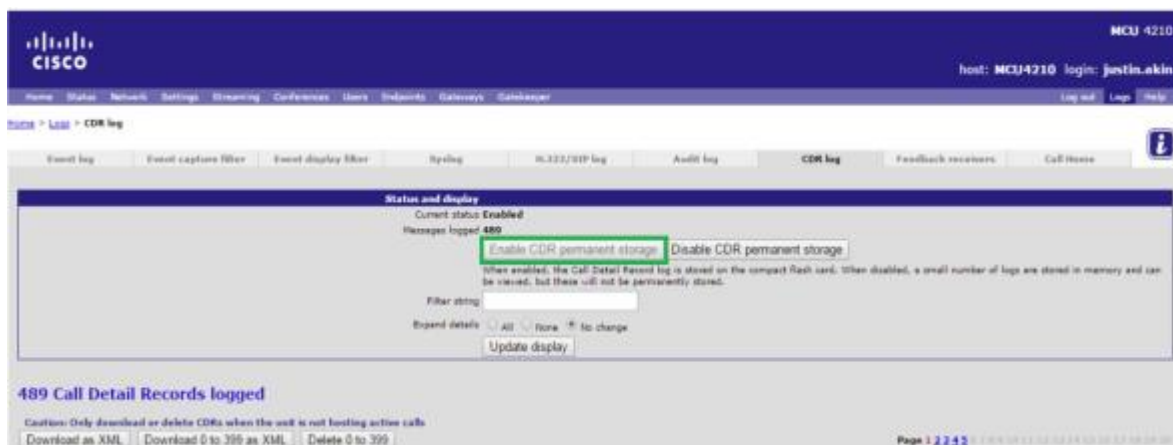 MCU 4210
CISCO
host: MCU4210 login: justin.akin
Home Status Network Settings Streaming Conferences Users Endpoints Gateways Gatekeeper Log out Logs Help
Home > Logs > CDR log
Event log Event capture filter Event display filter Syslog H.323/SIP log Audit log CDR log Feedback receivers Call Home
Status and display
Current status Enabled
Messages logged 489
Enable CDR permanent storage Disable CDR permanent storage
When enabled, the Call Detail Record log is stored on the compact flash card. When disabled, a small number of logs are stored in memory and can
be viewed, but these will not be permanently stored.
Filter string
Expand details All None No change
Update display
489 Call Detail Records logged
Caution: Only download or delete CDRs when the unit is not hosting active calls
Download as XML Download 0 to 399 as XML Delete 0 to 399 Page 1 2 3 4 5